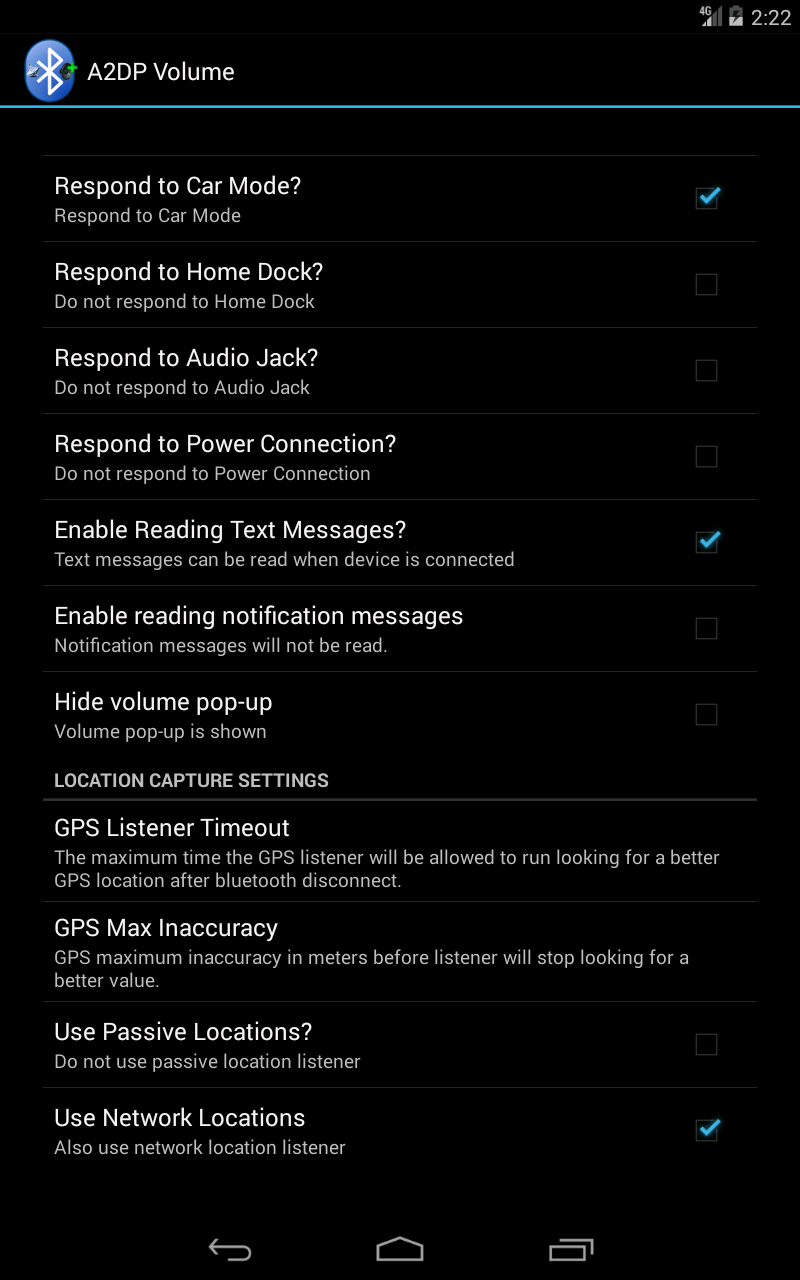 4G 2:22
A2DP Volume
Respond to Car Mode?
Respond to Car Mode
Respond to Home Dock?
Do not respond to Home Dock
Respond to Audio Jack?
Do not respond to Audio Jack
Respond to Power Connection?
Do not respond to Power Connection
Enable Reading Text Messages?
Text messages can be read when device is connected
Enable reading notification messages
Notification messages will not be read.
Hide volume pop-up
Volume pop-up is shown
LOCATION CAPTURE SETTINGS
GPS Listener Timeout
The maximum time the GPS listener will be allowed to run looking for a better
GPS location after bluetooth disconnect.
GPS Max Inaccuracy
GPS maximum inaccuracy in meters before listener will stop looking for a
better value.
Use Passive Locations?
Do not use passive location listener
Use Network Locations
Also use network location listener